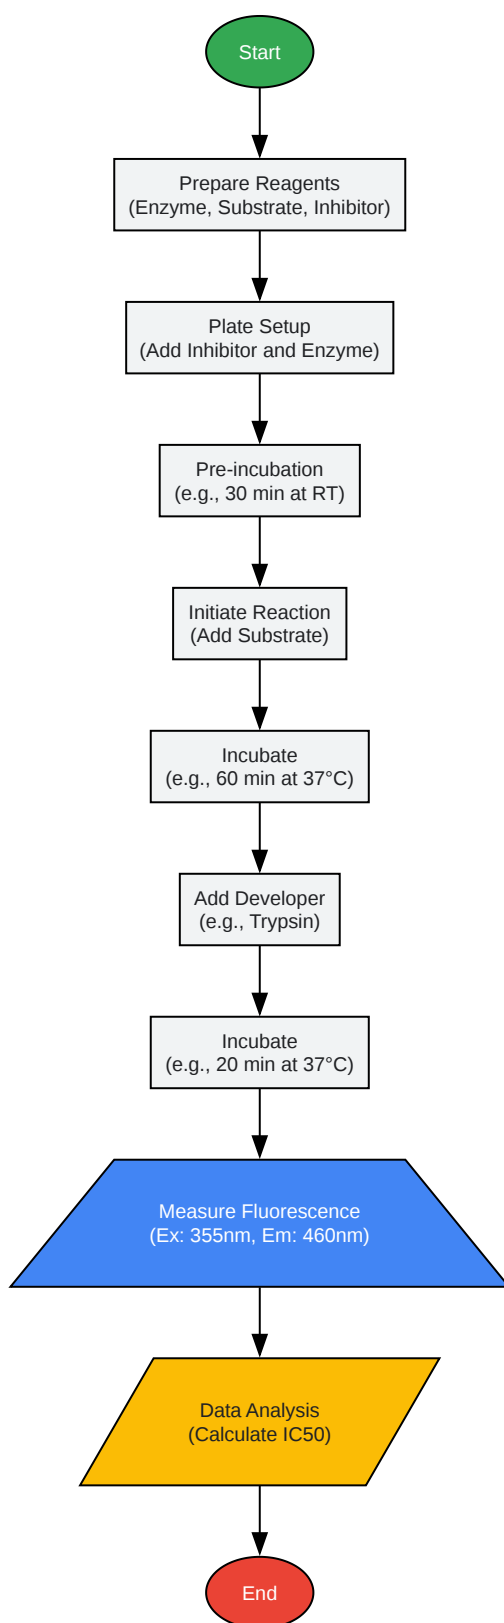 Start
Prepare Reagents
(Enzyme, Substrate, Inhibitor)
Plate Setup
(Add Inhibitor and Enzyme)
Pre-incubation
(e.g., 30 min at RT)
Initiate Reaction
(Add Substrate)
Incubate
(e.g., 60 min at 37°C)
Add Developer
(e.g., Trypsin)
Incubate
(e.g., 20 min at 37°C)
Measure Fluorescence
(Ex: 355nm, Em: 460nm)
Data Analysis
(Calculate IC50)
End